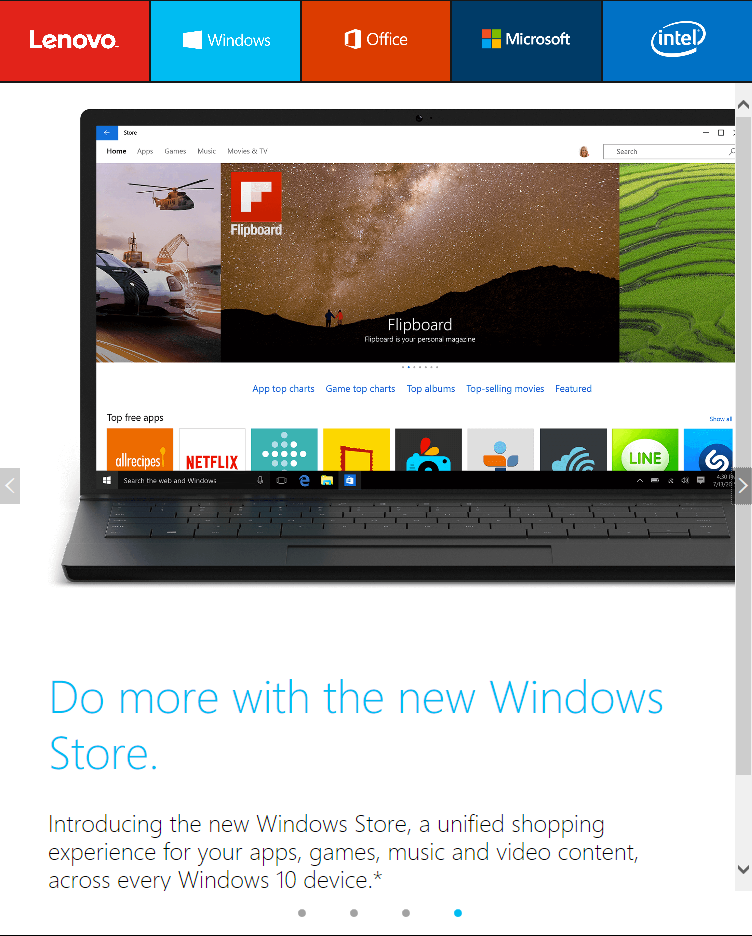 Lenovo
Windows
Office
Microsoft
intel
Store
Home Apps Games Music Movies & TV
Search
Flipboard
Flipboard
Flipboard is your personal magazine
App top charts Game top charts Top albums Top-selling movies Featured
Top free apps
Show all
allrecipes
NETFLIX
LINE
Search the web and Windows
4:30
Do more with the new Windows
Store.
Introducing the new Windows Store, a unified shopping
experience for your apps, games, music and video content,
across every Windows 10 device.*